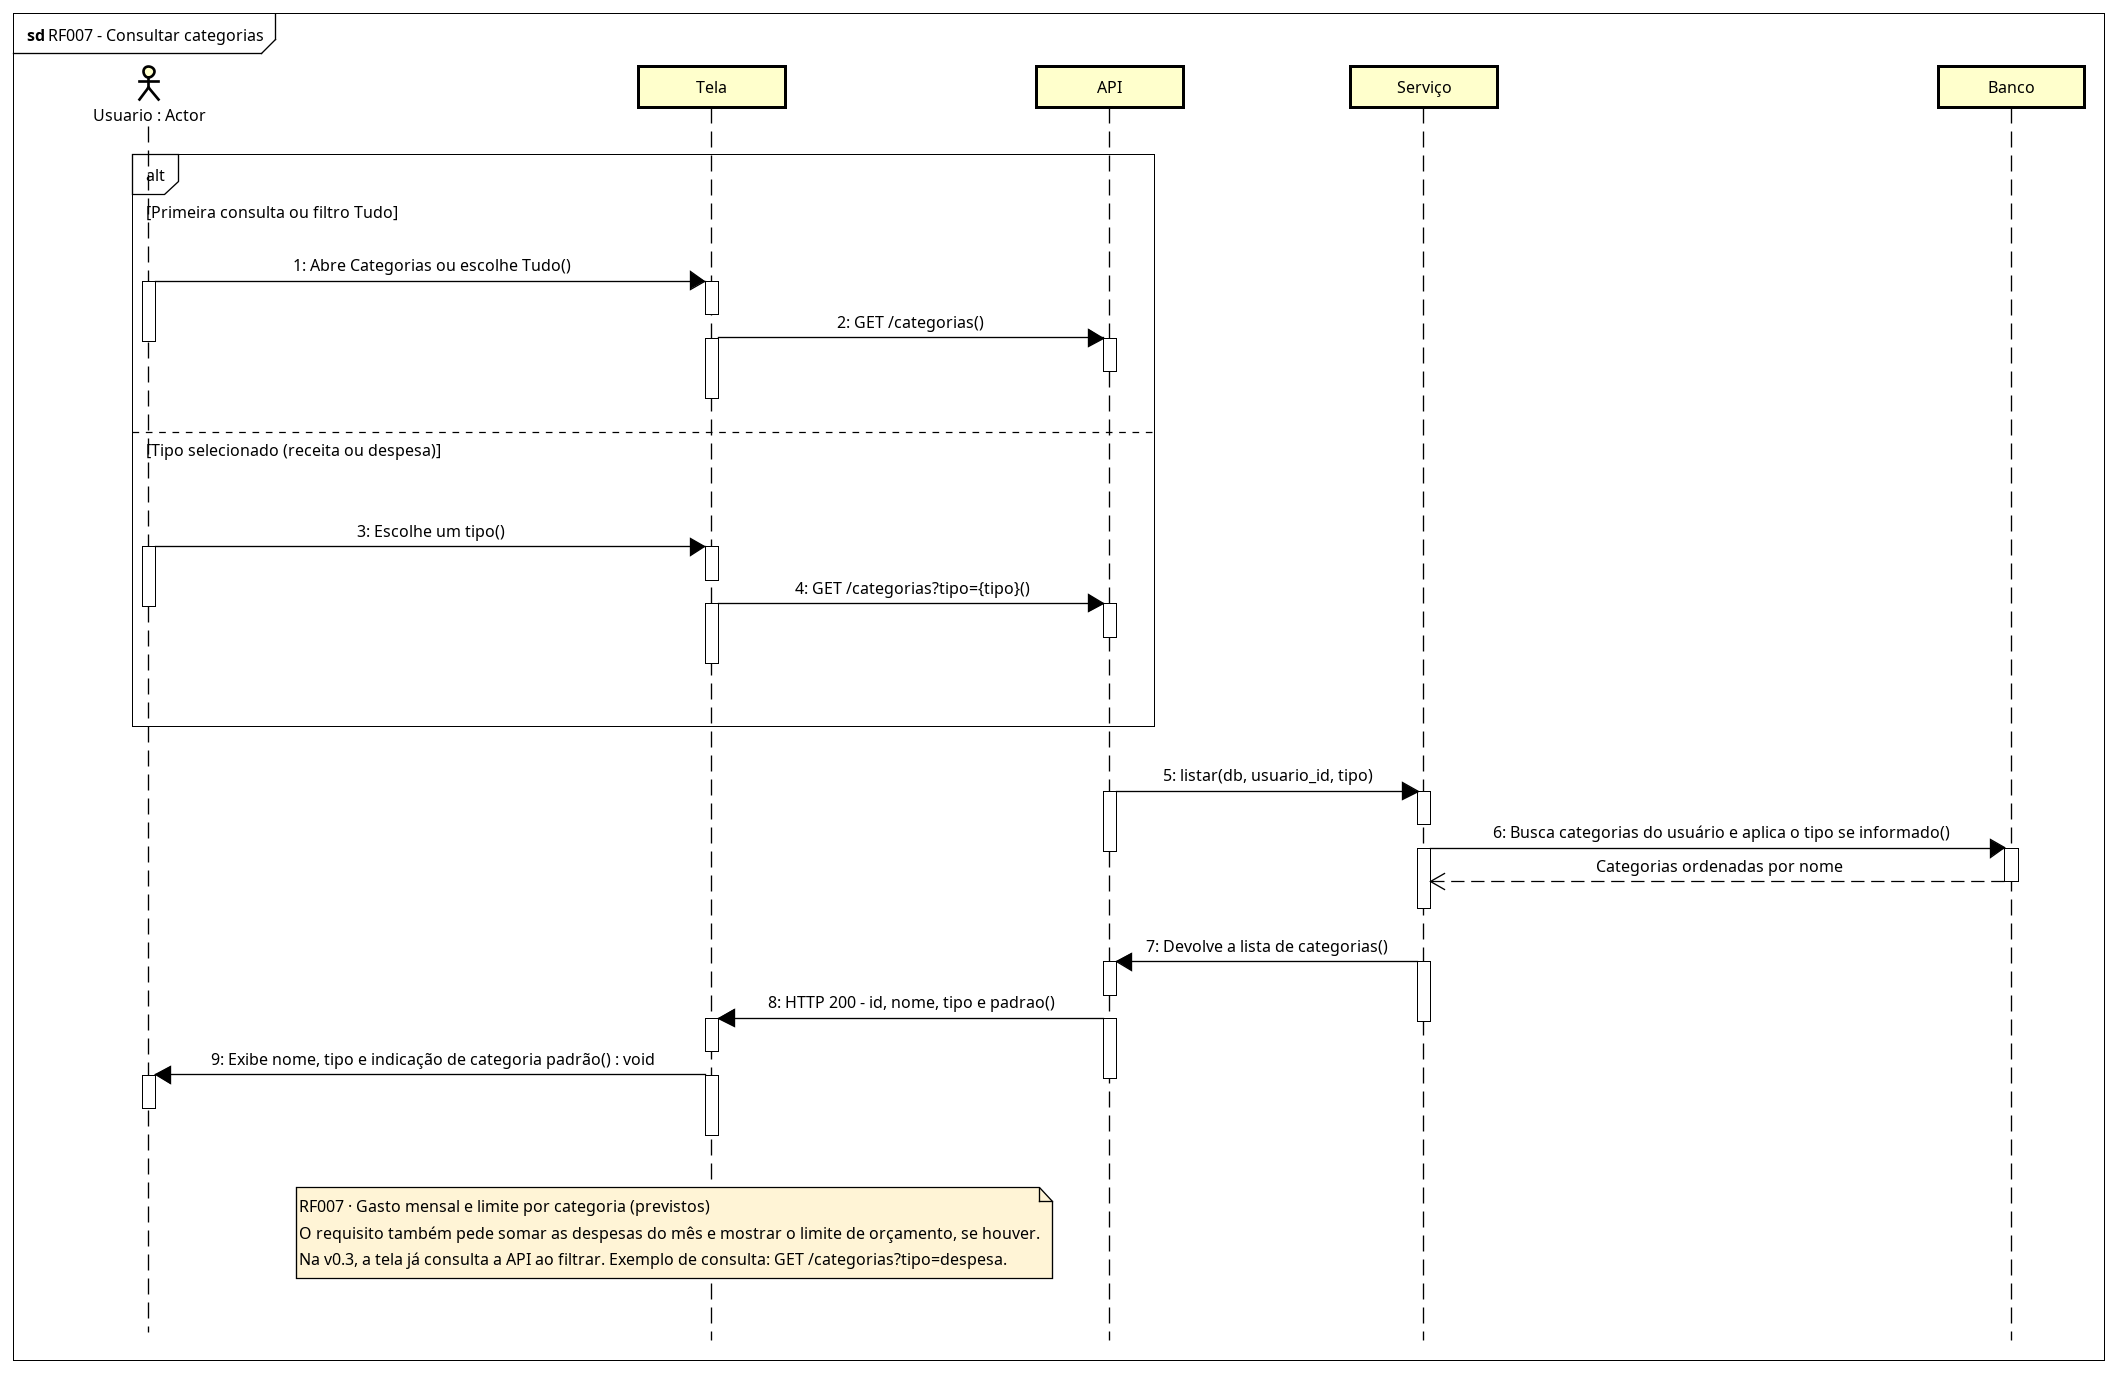 sd RF007 - Consultar categorias
Usuario : Actor
Tela
API
Serviço
Banco
alt
[Primeira consulta ou filtro Tudo]
1: Abre Categorias ou escolhe Tudo()
2: GET /categorias()
[Tipo selecionado (receita ou despesa)]
3: Escolhe um tipo()
4: GET /categorias?tipo={tipo}()
5: listar(db, usuario_id, tipo)
6: Busca categorias do usuário e aplica o tipo se informado()
Categorias ordenadas por nome
7: Devolve a lista de categorias()
8: HTTP 200 - id, nome, tipo e padrao()
9: Exibe nome, tipo e indicação de categoria padrão() : void
RF007 · Gasto mensal e limite por categoria (previstos)
O requisito também pede somar as despesas do mês e mostrar o limite de orçamento, se houver.
Na v0.3, a tela já consulta a API ao filtrar. Exemplo de consulta: GET /categorias?tipo=despesa.